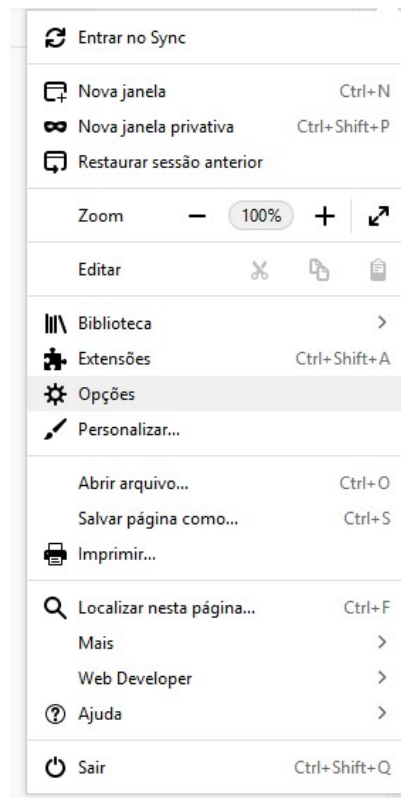 Entrar no Sync
Nova janela Ctrl+N
Nova janela privativa Ctrl+Shift+P
Restaurar sessão anterior
Zoom 100%
Editar
Biblioteca
Extensões Ctrl+Shift+A
Opções
Personalizar...
Abrir arquivo... Ctrl+O
Salvar página como... Ctrl+S
Imprimir...
Localizar nesta página... Ctrl+F
Mais
Web Developer
Ajuda
Sair Ctrl+Shift+Q